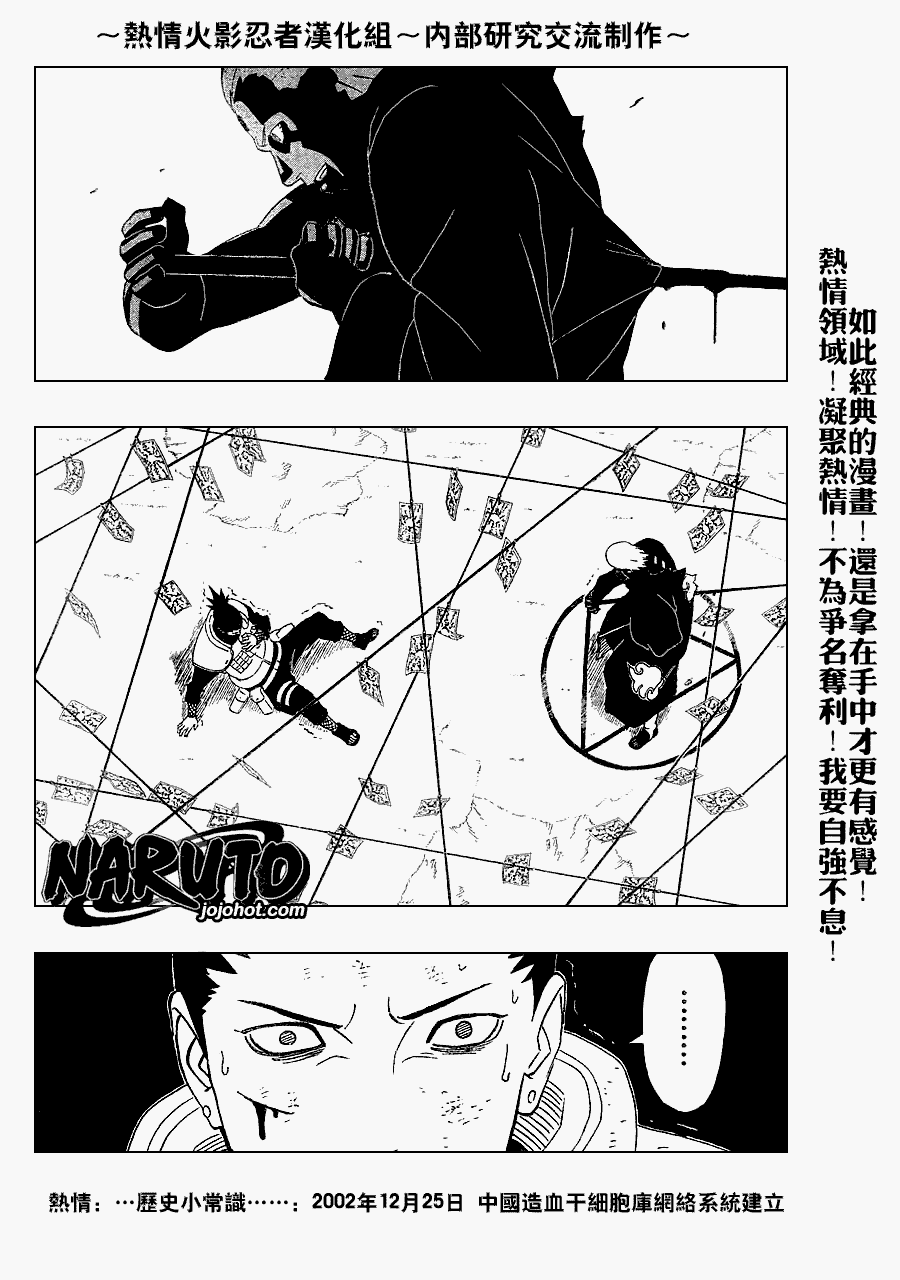 ～熱情火影忍者漢化組～内部研究交流制作～
如此經典的漫畫！還是拿在手中才更有感覺！
熱情領域！凝聚熱情！不為爭名奪利！我要自強不息！
NARUTO
jojohot.com
………
熱情：…歷史小常識……：2002年12月25日 中國造血干細胞庫網絡系統建立